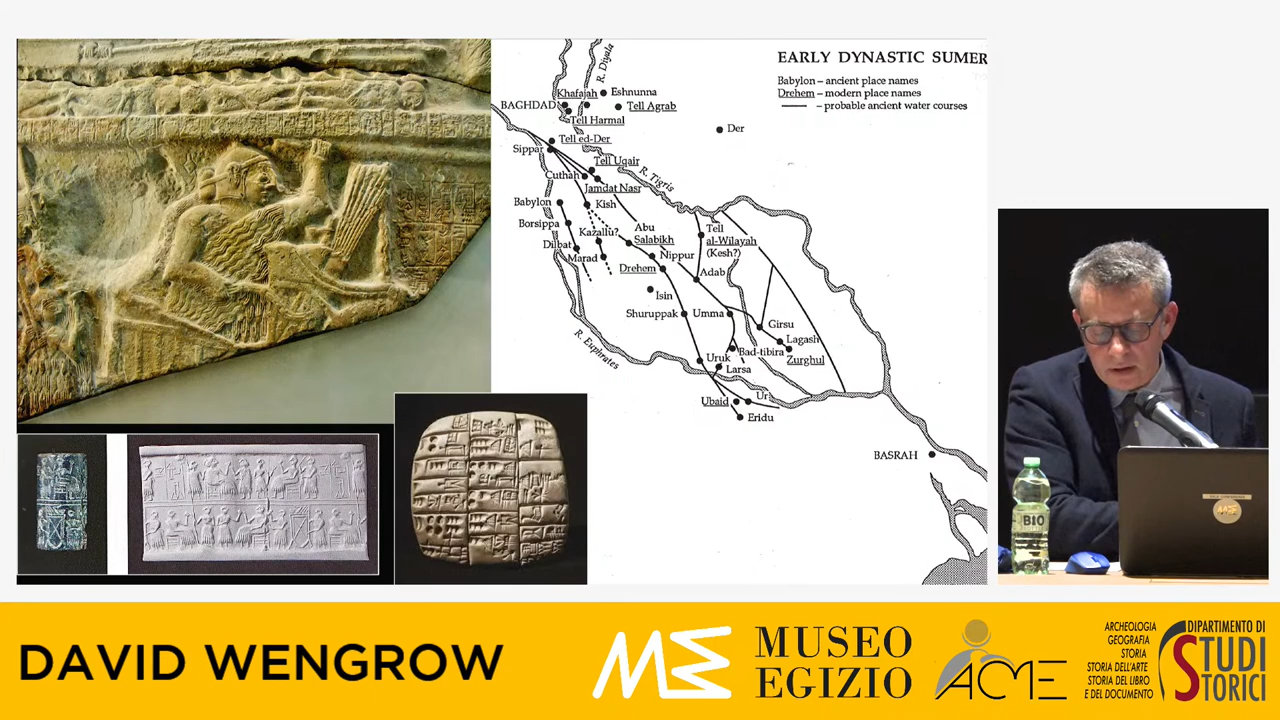 EARLY DYNASTIC SUMER
Babylon – ancient place names
Drehem – modern place names
– probable ancient water courses
R. Diyala
Khafajah
Eshnunna
BAGHDAD
Tell Agrab
Tell Harmal
Der
Tell ed-Der
Sippar
Tell Uqair
Cuthah
R. Tigris
Jamdat Nasr
Babylon
Kish
Borsippa
Kazallu?
Abu
Salabikh
Tell
al-Wilayah
(Kesh?)
Dilbat
Marad
Nippur
Drehem
Adab
Isin
Shuruppak
Umma
Girsu
Lagash
Bad-tibira
Zurghul
R. Euphrates
Uruk
Larsa
Ubaid
Ur
Eridu
BASRAH
BIO
ACME
DAVID WENGROW
ME
MUSEO
EGIZIO
ACME
ARCHEOLOGIA
GEOGRAFIA
STORIA
STORIA DELL'ARTE
STORIA DEL LIBRO
E DEL DOCUMENTO
DIPARTIMENTO DI
STUDI
STORICI